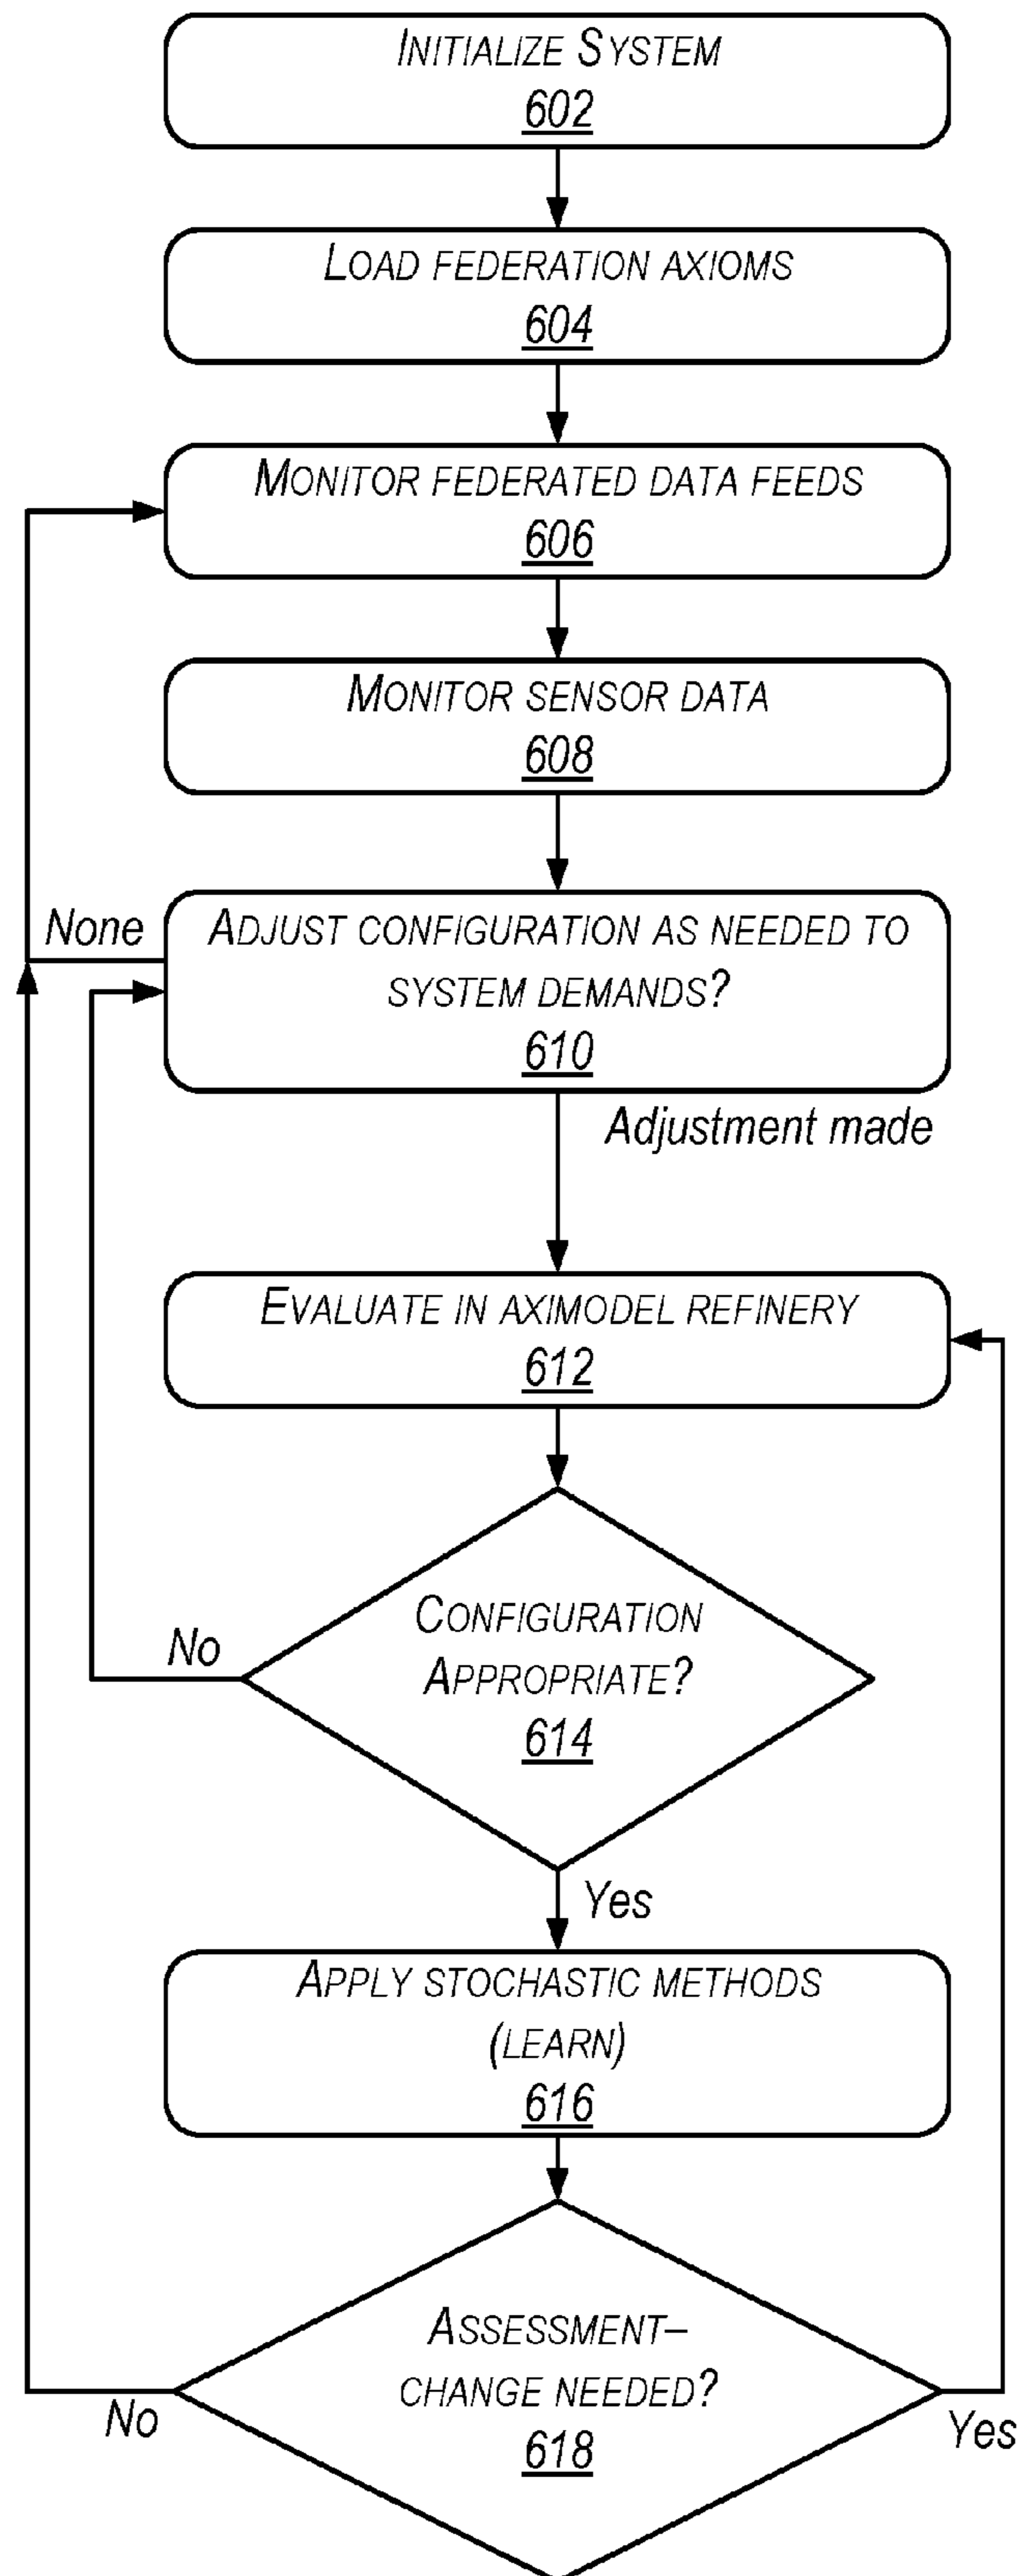 INITIALIZE SYSTEM
602
LOAD FEDERATION AXIOMS
604
MONITOR FEDERATED DATA FEEDS
606
MONITOR SENSOR DATA
608
None
ADJUST CONFIGURATION AS NEEDED TO
SYSTEM DEMANDS?
610
Adjustment made
EVALUATE IN AXIMODEL REFINERY
612
CONFIGURATION
APPROPRIATE?
614
No
Yes
APPLY STOCHASTIC METHODS
(LEARN)
616
ASSESSMENT–
CHANGE NEEDED?
618
No
Yes